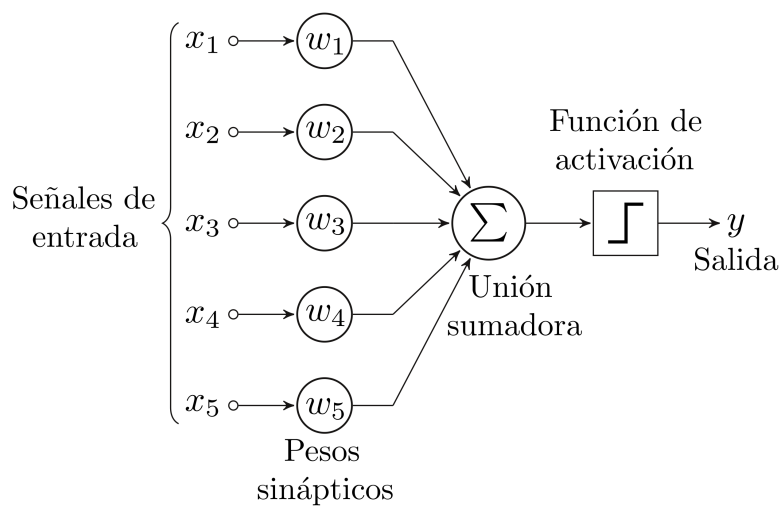 x₁
w₁
x₂
w₂
Función de
activación
Señales de
entrada
x₃
w₃
∑
y
Salida
Unión
sumadora
x₄
w₄
x₅
w₅
Pesos
sinápticos